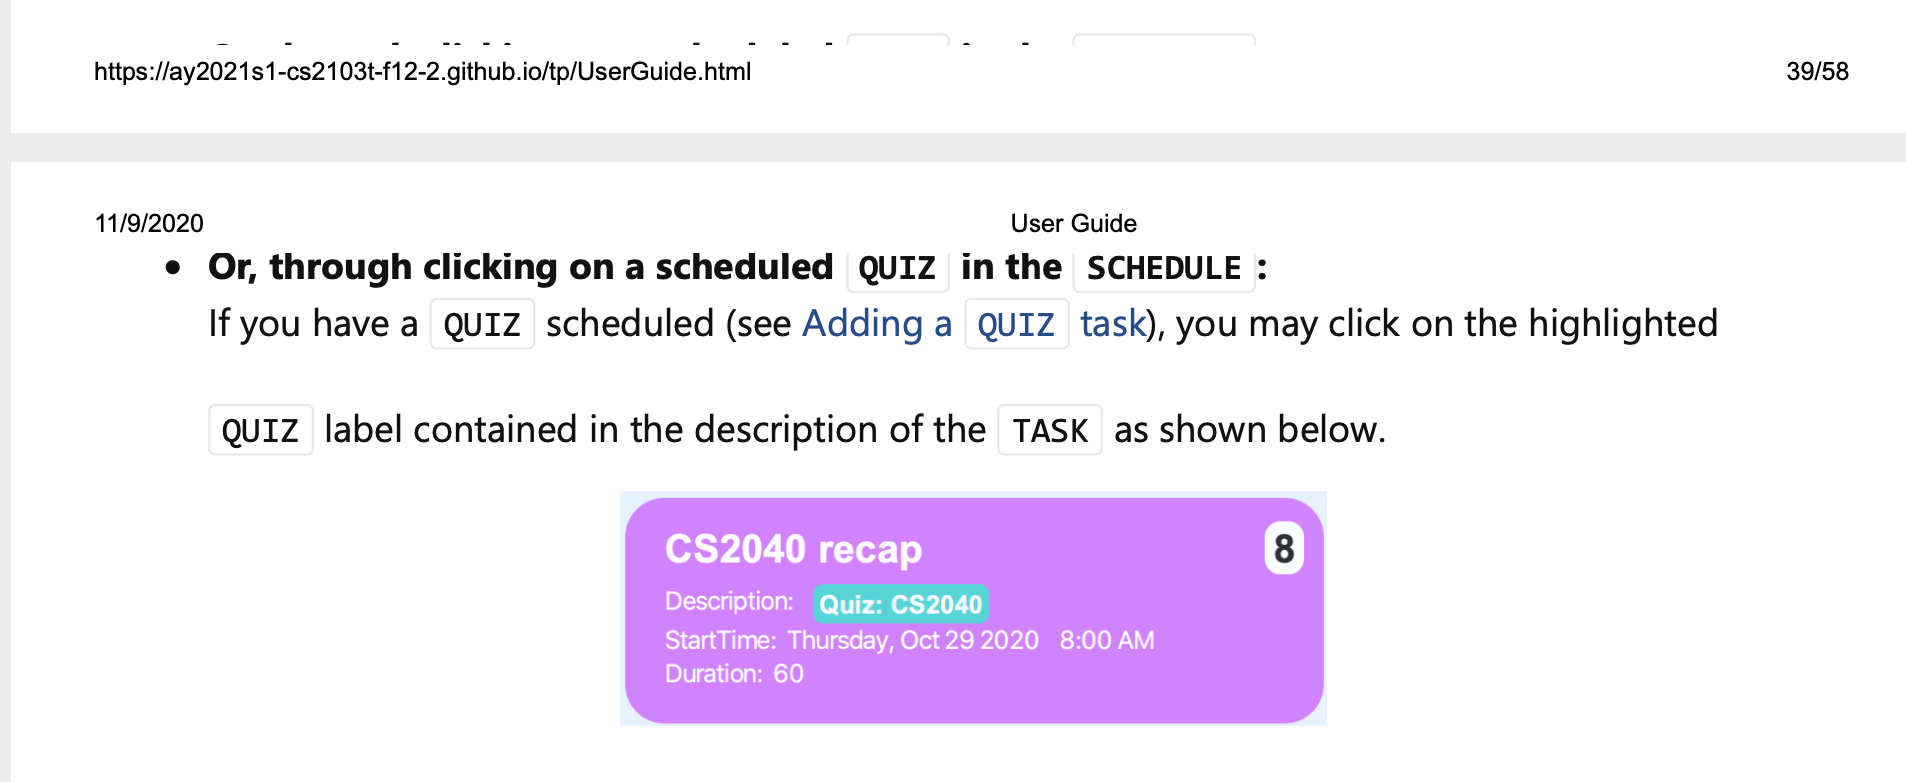 https://ay2021s1-cs2103t-f12-2.github.io/tp/UserGuide.html 39/58
11/9/2020 User Guide
Or, through clicking on a scheduled QUIZ in the SCHEDULE :
If you have a QUIZ scheduled (see Adding a QUIZ task), you may click on the highlighted
QUIZ label contained in the description of the TASK as shown below.
CS2040 recap 8
Description: Quiz: CS2040
StartTime: Thursday, Oct 29 2020 8:00 AM
Duration: 60